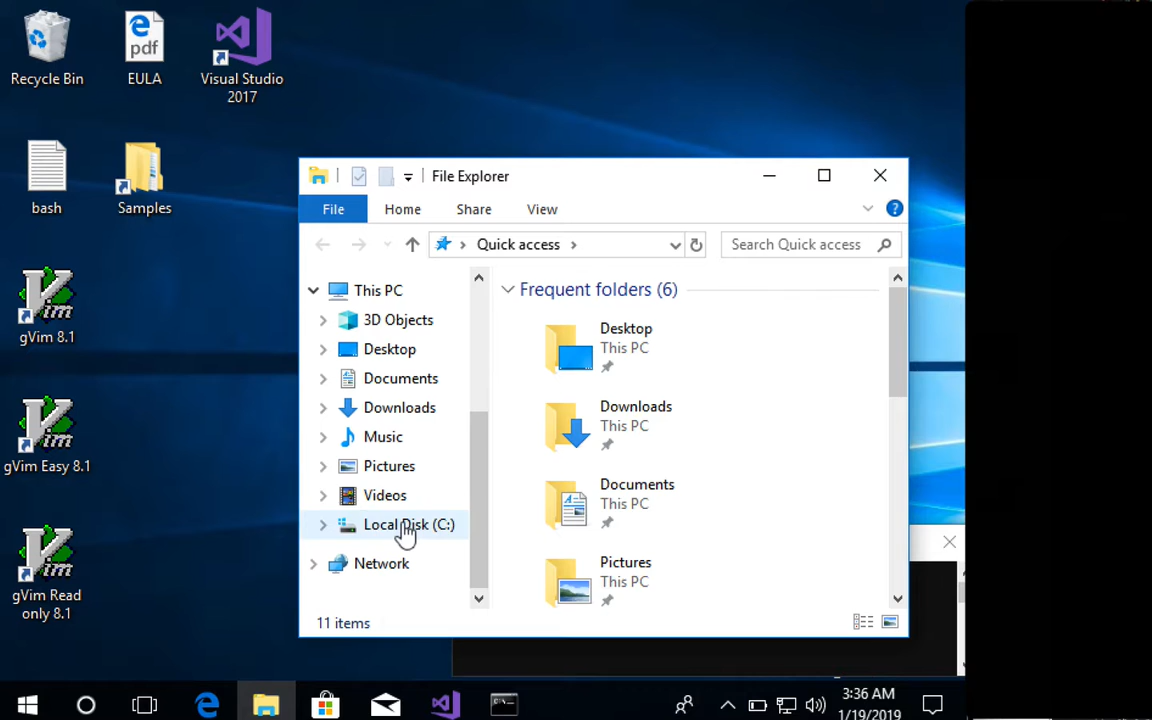 Recycle Bin
EULA
Visual Studio
2017
pdf
bash
Samples
gVim 8.1
gVim Easy 8.1
gVim Read
only 8.1
File Explorer
File
Home
Share
View
Quick access
Search Quick access
This PC
3D Objects
Desktop
Documents
Downloads
Music
Pictures
Videos
Local Disk (C:)
Network
Frequent folders (6)
Desktop
This PC
Downloads
This PC
Documents
This PC
Pictures
This PC
11 items
3:36 AM
1/19/2019